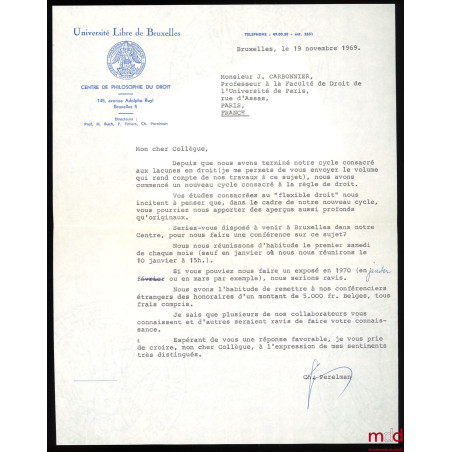 Université Libre de Bruxelles
TELEPHONE : 49.00.30 - ext. 2601
Bruxelles, le 19 novembre 1969.
CENTRE DE PHILOSOPHIE DU DROIT
141, avenue Adolphe Buyl
Bruxelles 5
Directeurs :
Prof. H. Buch, P. Foriers, Ch. Perelman
Monsieur J. CARBONNIER,
Professeur à la Faculté de Droit de
l'Université de Paris,
rue d'Assas,
PARIS,
FRANCE
Mon cher Collègue,
Depuis que nous avons terminé notre cycle consacré
aux lacunes en droit(je me permets de vous envoyer le volume
qui rend compte de nos travaux à ce sujet), nous avons
commencé un nouveau cycle consacré à la règle de droit.
Vos études consacrées au "flexible droit" nous
incitent à penser que, dans le cadre de notre nouveau cycle,
vous pourriez nous apporter des aperçus aussi profonds
qu'originaux.
Seriez-vous disposé à venir à Bruxelles dans notre
Centre, pour nous faire une conférence sur ce sujet?
Nous nous réunissons d'habitude le premier samedi
de chaque mois (sauf en janvier où nous nous réunirons le
10 janvier à 15h.).
Si vous pouviez nous faire un exposé en 1970 (en janvier
février ou en mars par exemple), nous serions ravis.
Nous avons l'habitude de remettre à nos conférenciers
étrangers des honoraires d'un montant de 5.000 fr. Belges, tous
frais compris.
Je sais que plusieurs de nos collaborateurs vous
connaissent et d'autres seraient ravis de faire votre connais-
sance.
Espérant de vous une réponse favorable, je vous prie
de croire, mon cher Collègue, à l'expression de mes sentiments
très distingués.
Ch. Perelman
mdd